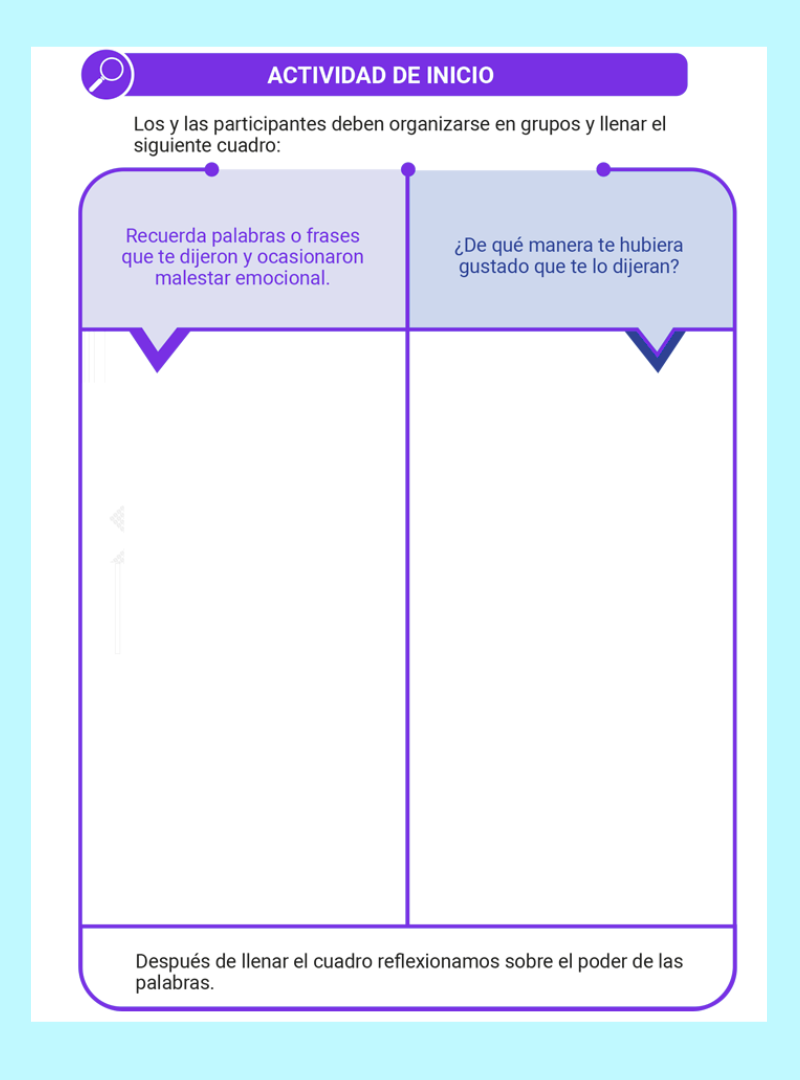 ACTIVIDAD DE INICIO
Los y las participantes deben organizarse en grupos y llenar el
siguiente cuadro:
Recuerda palabras o frases
que te dijeron y ocasionaron
malestar emocional.
¿De qué manera te hubiera
gustado que te lo dijeran?
Después de llenar el cuadro reflexionamos sobre el poder de las
palabras.